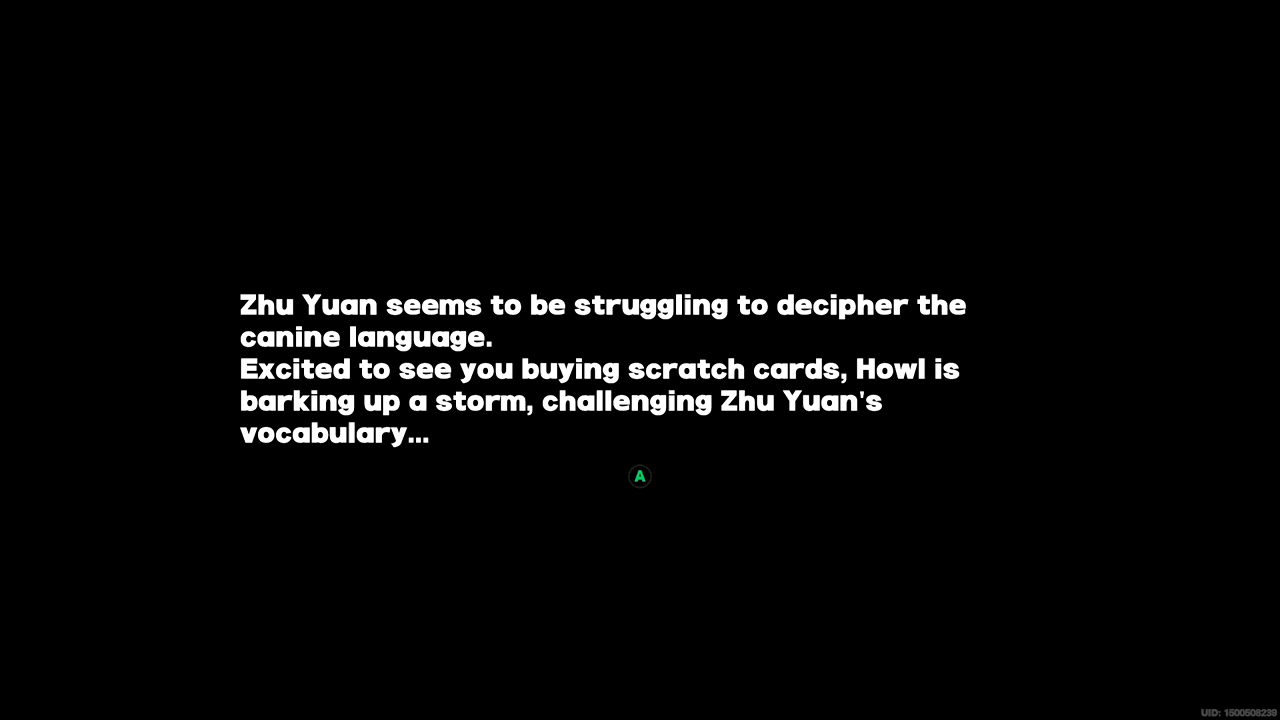 Zhu Yuan seems to be struggling to decipher the
canine language.
Excited to see you buying scratch cards, Howl is
barking up a storm, challenging Zhu Yuan's
vocabulary...
A
UID: 1500508239